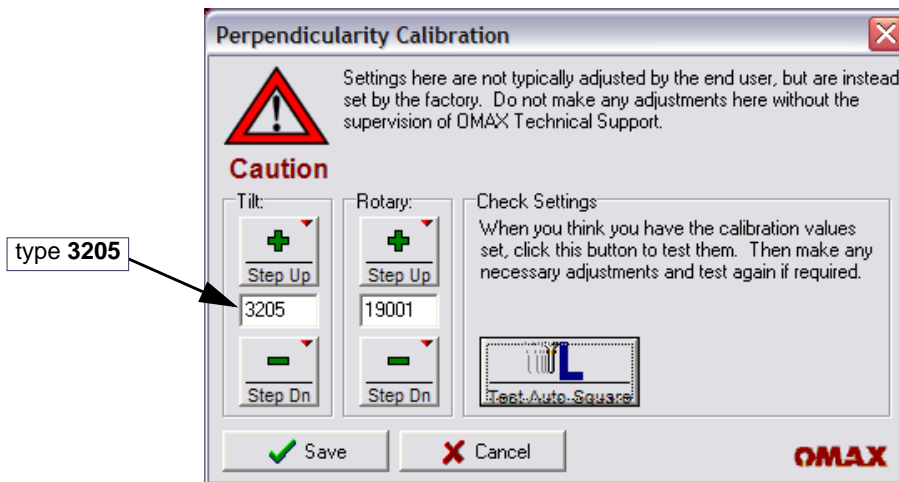 Perpendicularity Calibration
Settings here are not typically adjusted by the end user, but are instead
set by the factory. Do not make any adjustments here without the
supervision of OMAX Technical Support.
Caution
Tilt:
Step Up
3205
Step Dn
Rotary:
Step Up
19001
Step Dn
Check Settings
When you think you have the calibration values
set, click this button to test them. Then make any
necessary adjustments and test again if required.
Test Auto-Square
type 3205
Save
Cancel
OMAX